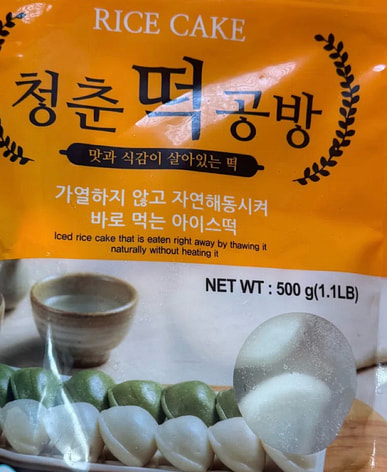 RICE CAKE
청춘떡공방
맛과 식감이 살아있는 떡
가열하지 않고 자연해동시켜
바로 먹는 아이스떡
Iced rice cake that is eaten right away by thawing it
naturally without heating it
NET WT : 500 g(1.1LB)